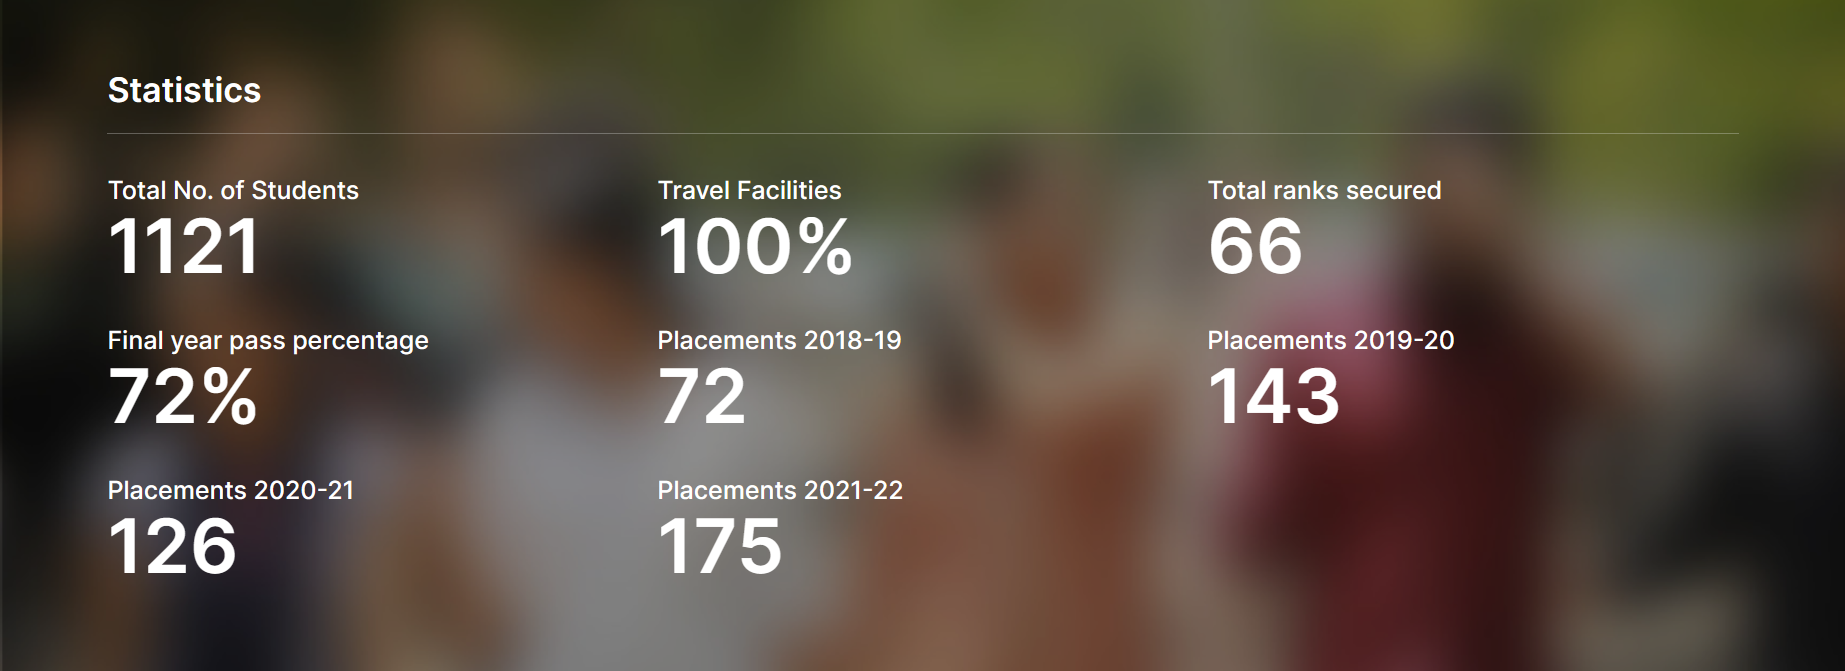 Statistics
Total No. of Students
1121
Travel Facilities
100%
Total ranks secured
66
Final year pass percentage
72%
Placements 2018-19
72
Placements 2019-20
143
Placements 2020-21
126
Placements 2021-22
175